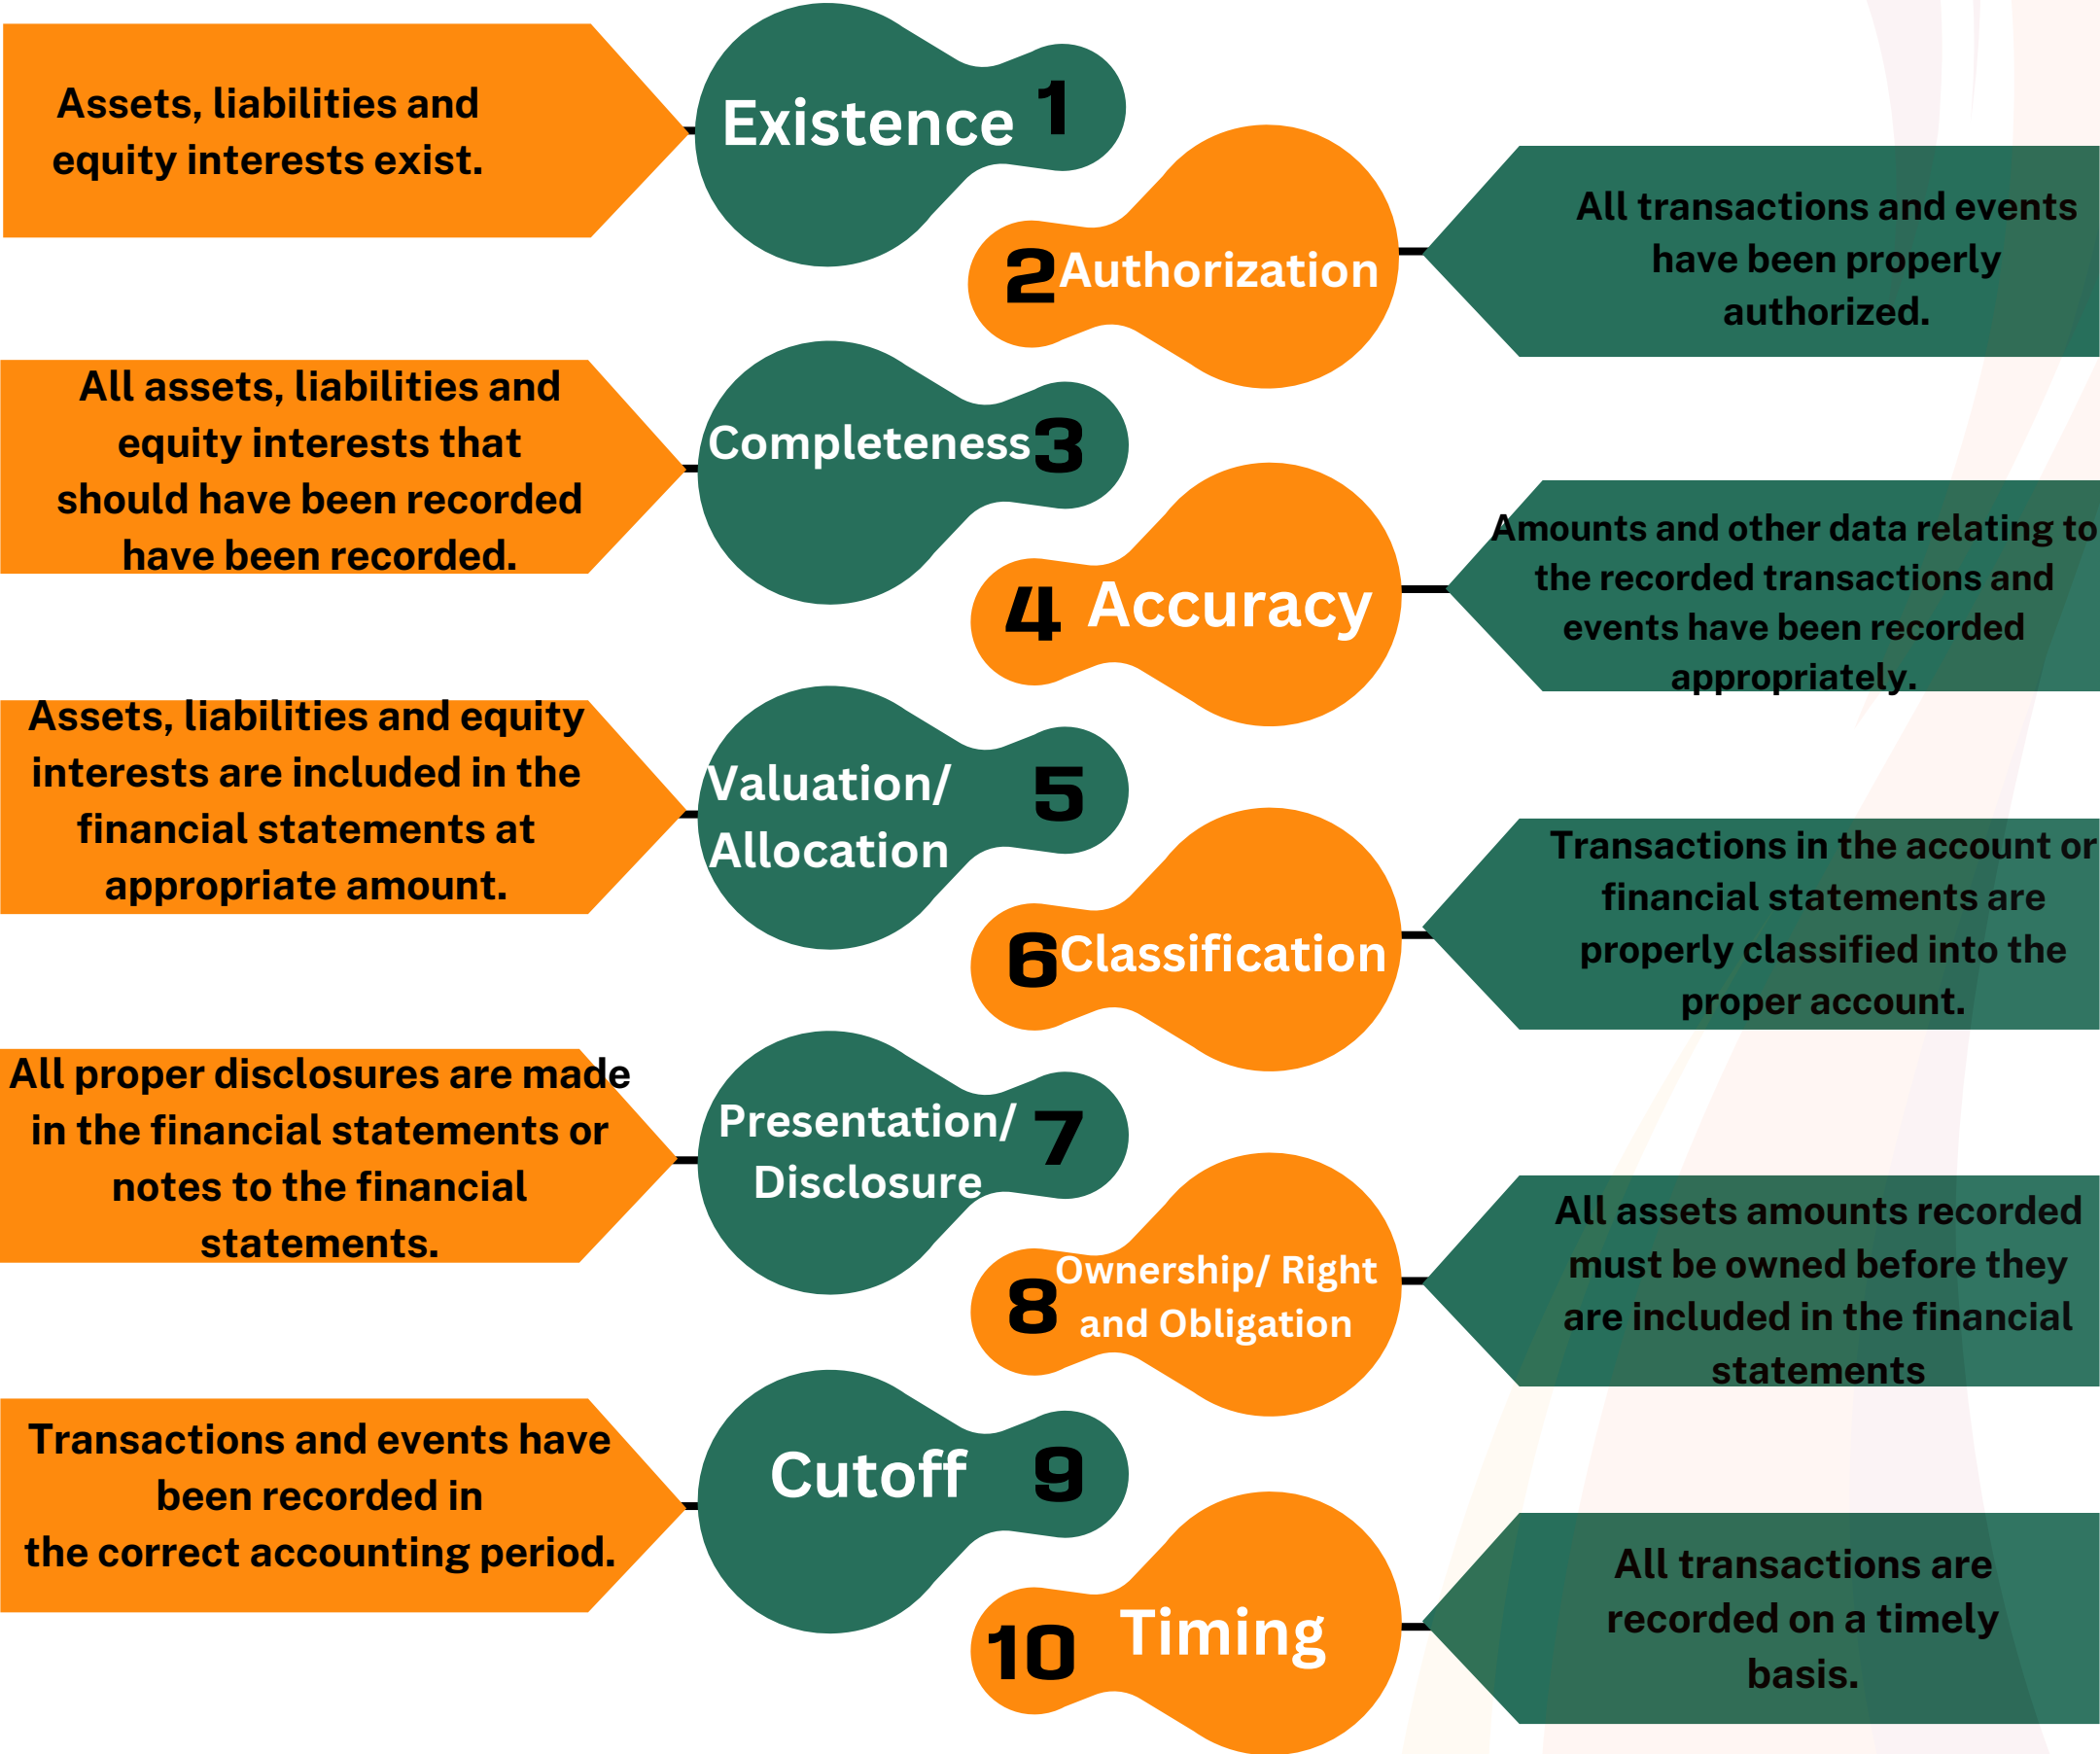 Assets, liabilities and
equity interests exist.
Existence
1
2
Authorization
All transactions and events
have been properly
authorized.
All assets, liabilities and
equity interests that
should have been recorded
have been recorded.
Completeness
3
4
Accuracy
Amounts and other data relating to
the recorded transactions and
events have been recorded
appropriately.
Assets, liabilities and equity
interests are included in the
financial statements at
appropriate amount.
Valuation/
Allocation
5
6
Classification
Transactions in the account or
financial statements are
properly classified into the
proper account.
All proper disclosures are made
in the financial statements or
notes to the financial
statements.
Presentation/
Disclosure
7
8
Ownership/ Right
and Obligation
All assets amounts recorded
must be owned before they
are included in the financial
statements
Transactions and events have
been recorded in
the correct accounting period.
Cutoff
9
10
Timing
All transactions are
recorded on a timely
basis.